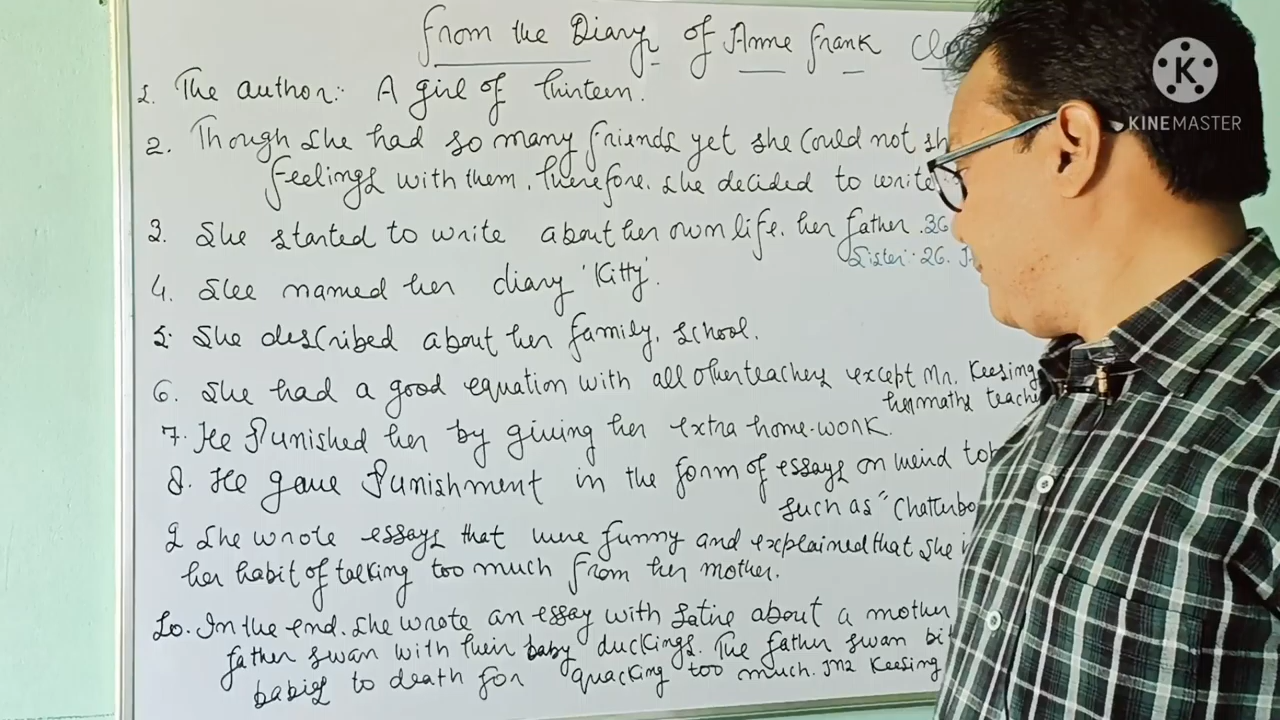 From the Diary of Anne Frank
1. The author:- A girl of Thirteen.
2. Though she had so many friends yet she could not sh
feelings with them. Therefore. she decided to write
3. She started to write about her own life. her father. 36
Sister: 26. J
4. She named her diary 'Kitty'.
5. She described about her family, school.
6. She had a good equation with all other teachers except Mr. Keesing
her maths teache
7. He Punished her by giving her extra home-work.
8. He gave Punishment in the form of essays on weird to
such as "Chatterbo
9 She wrote essays that were funny and explained that she i
her habit of talking too much from her mother.
10. In the end. she wrote an essay with satire about a mother
father swan with their baby duckings. The father swan bit
babies to death for quacking too much. Mr Keesing
KINEMASTER